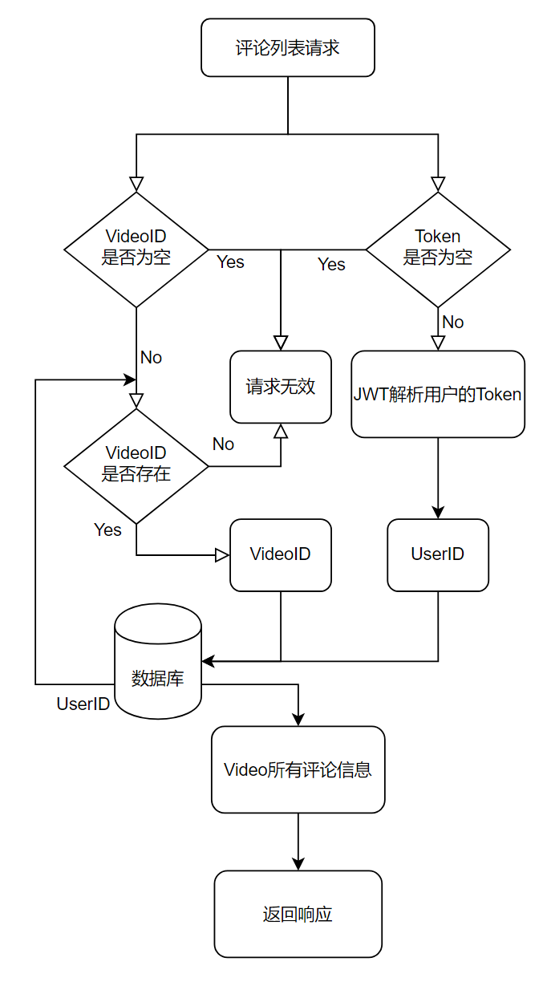 评论列表请求
VideoID
是否为空
Token
是否为空
Yes
Yes
No
No
请求无效
JWT解析用户的Token
VideoID
是否存在
No
Yes
VideoID
UserID
数据库
UserID
Video所有评论信息
返回响应